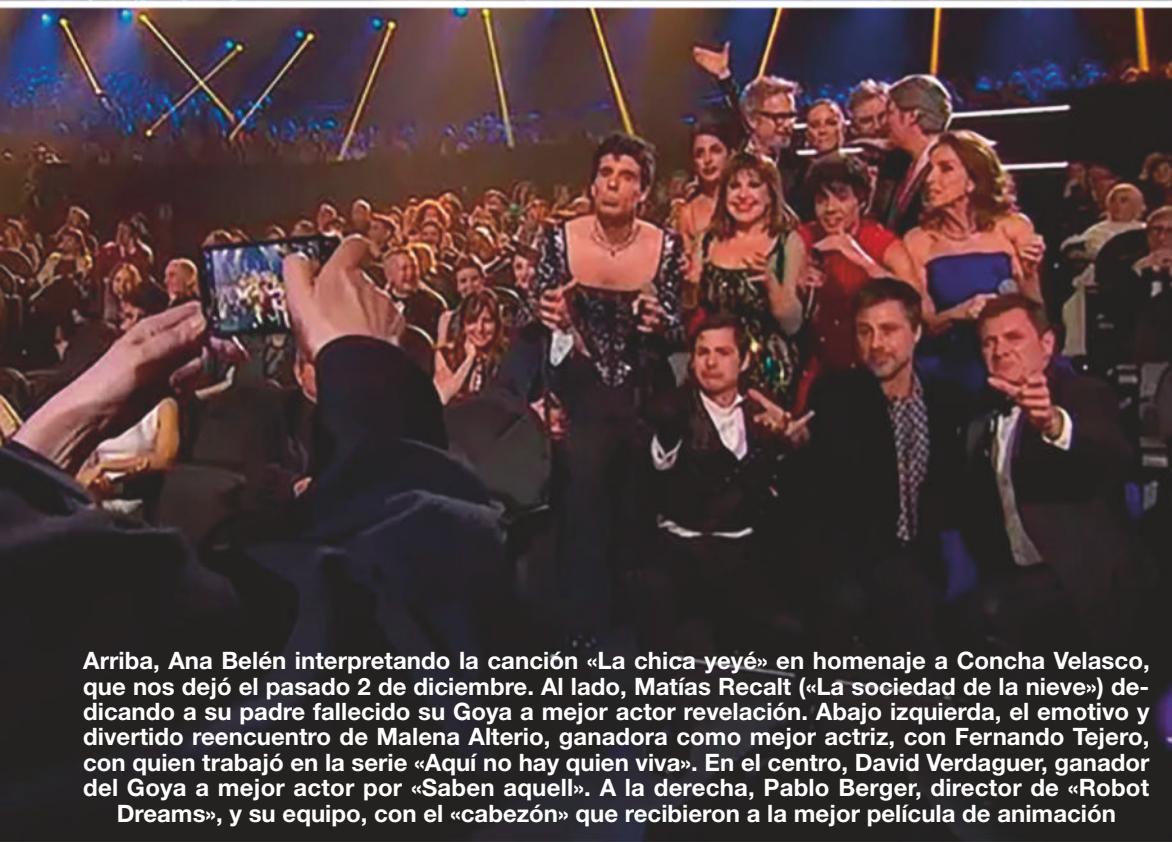 Arriba, Ana Belén interpretando la canción «La chica yeyé» en homenaje a Concha Velasco,
que nos dejó el pasado 2 de diciembre. Al lado, Matías Recalt («La sociedad de la nieve») de-
dicando a su padre fallecido su Goya a mejor actor revelación. Abajo izquierda, el emotivo y
divertido reencuentro de Malena Alterio, ganadora como mejor actriz, con Fernando Tejero,
con quien trabajó en la serie «Aquí no hay quien viva». En el centro, David Verdaguer, ganador
del Goya a mejor actor por «Saben aquell». A la derecha, Pablo Berger, director de «Robot
Dreams», y su equipo, con el «cabezón» que recibieron a la mejor película de animación